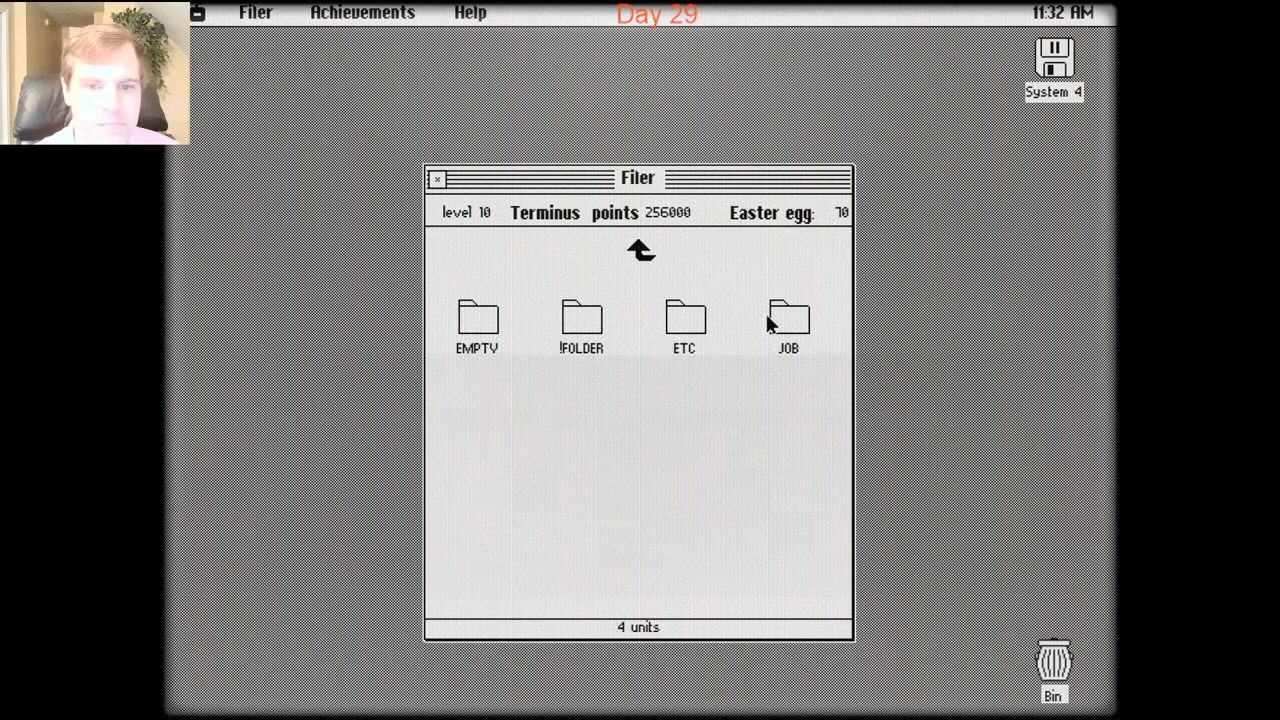 Filer Achievements Help Day 29 11:32 AM
System 4
Filer
level 10 Terminus points 256000 Easter egg: 70
EMPTY !FOLDER ETC JOB
4 units
Bin